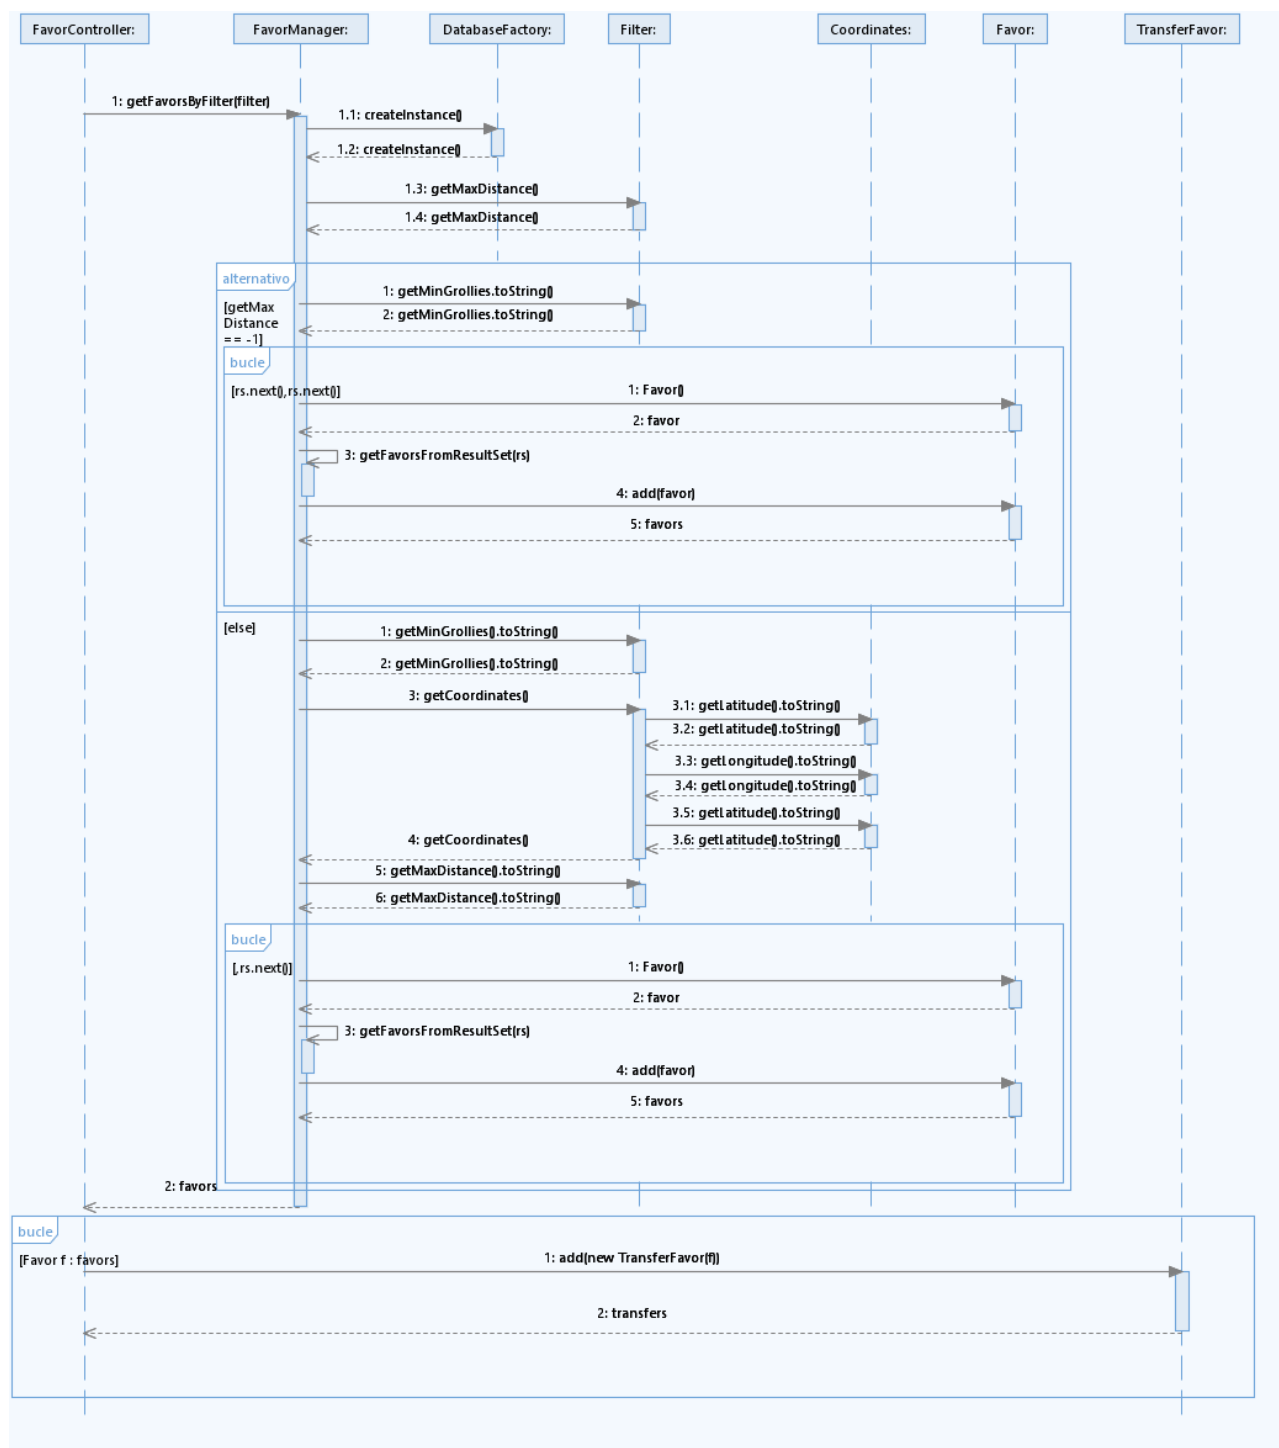 FavorController:
FavorManager:
DatabaseFactory:
Filter:
Coordinates:
Favor:
TransferFavor:
1: getFavorsByFilter(filter)
1.1: createInstance()
1.2: createInstance()
1.3: getMaxDistance()
1.4: getMaxDistance()
alternativo
[getMax
Distance
== -1]
1: getMinGrollies.toString()
2: getMinGrollies.toString()
bucle
[rs.next(),rs.next()]
1: Favor()
2: favor
3: getFavorsFromResultSet(rs)
4: add(favor)
5: favors
[else]
1: getMinGrollies().toString()
2: getMinGrollies().toString()
3: getCoordinates()
3.1: getLatitude().toString()
3.2: getLatitude().toString()
3.3: getLongitude().toString()
3.4: getLongitude().toString()
3.5: getLatitude().toString()
3.6: getLatitude().toString()
4: getCoordinates()
5: getMaxDistance().toString()
6: getMaxDistance().toString()
bucle
[,rs.next()]
1: Favor()
2: favor
3: getFavorsFromResultSet(rs)
4: add(favor)
5: favors
2: favors
bucle
[Favor f : favors]
1: add(new TransferFavor(f))
2: transfers